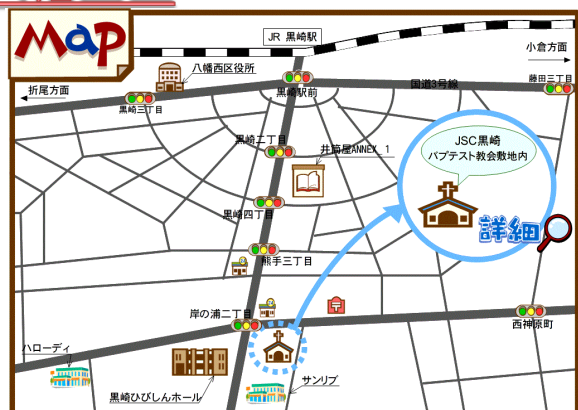 Map
JR 黒崎駅
小倉方面
八幡西区役所
折尾方面
黒崎三丁目
黒崎駅前
国道3号線
藤田三丁目
黒崎二丁目
井筒屋ANNEX_1
JSC黒崎
バプテスト教会敷地内
黒崎四丁目
詳細
熊手三丁目
岸の浦二丁目
西神原町
ハローディ
黒崎ひびしんホール
サンリブ